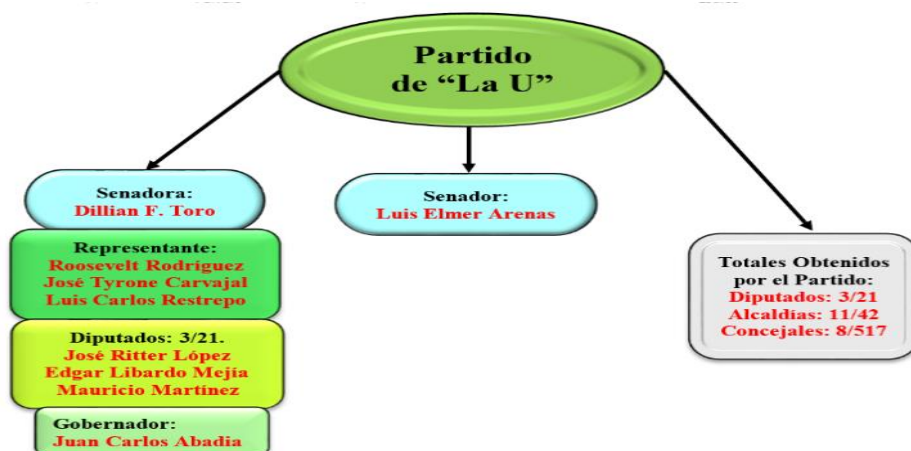 Partido
de “La U”
Senadora:
Dillian F. Toro
Representante:
Roosevelt Rodríguez
José Tyrone Carvajal
Luis Carlos Restrepo
Diputados: 3/21.
José Ritter López
Edgar Libardo Mejía
Mauricio Martínez
Gobernador:
Juan Carlos Abadia
Senador:
Luis Elmer Arenas
Totales Obtenidos
por el Partido:
Diputados: 3/21
Alcaldías: 11/42
Concejales: 8/517